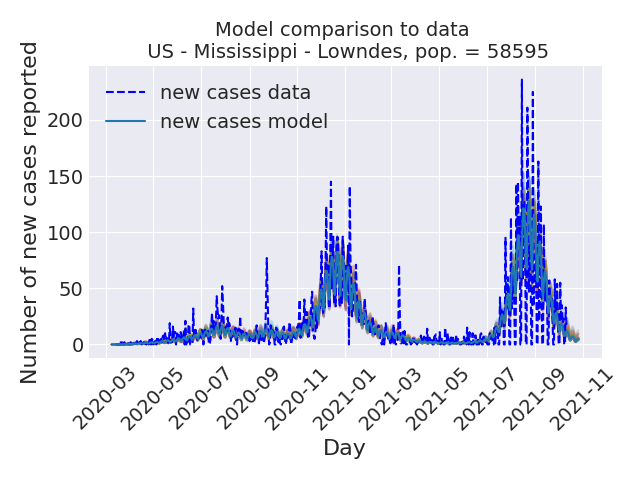 Model comparison to data
US - Mississippi - Lowndes, pop. = 58595
new cases data
new cases model
Number of new cases reported
200
150
100
50
0
2020-03
2020-05
2020-07
2020-09
2020-11
2021-01
2021-03
2021-05
2021-07
2021-09
2021-11
Day